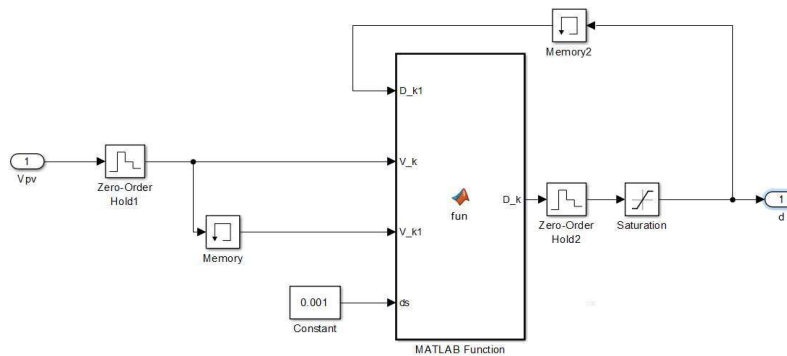 Memory2
D_k1
1
Vpv
Zero-Order
Hold1
V_k
Memory
V_k1
fun
D_k
Zero-Order
Hold2
Saturation
1
d
0.001
Constant
ds
MATLAB Function